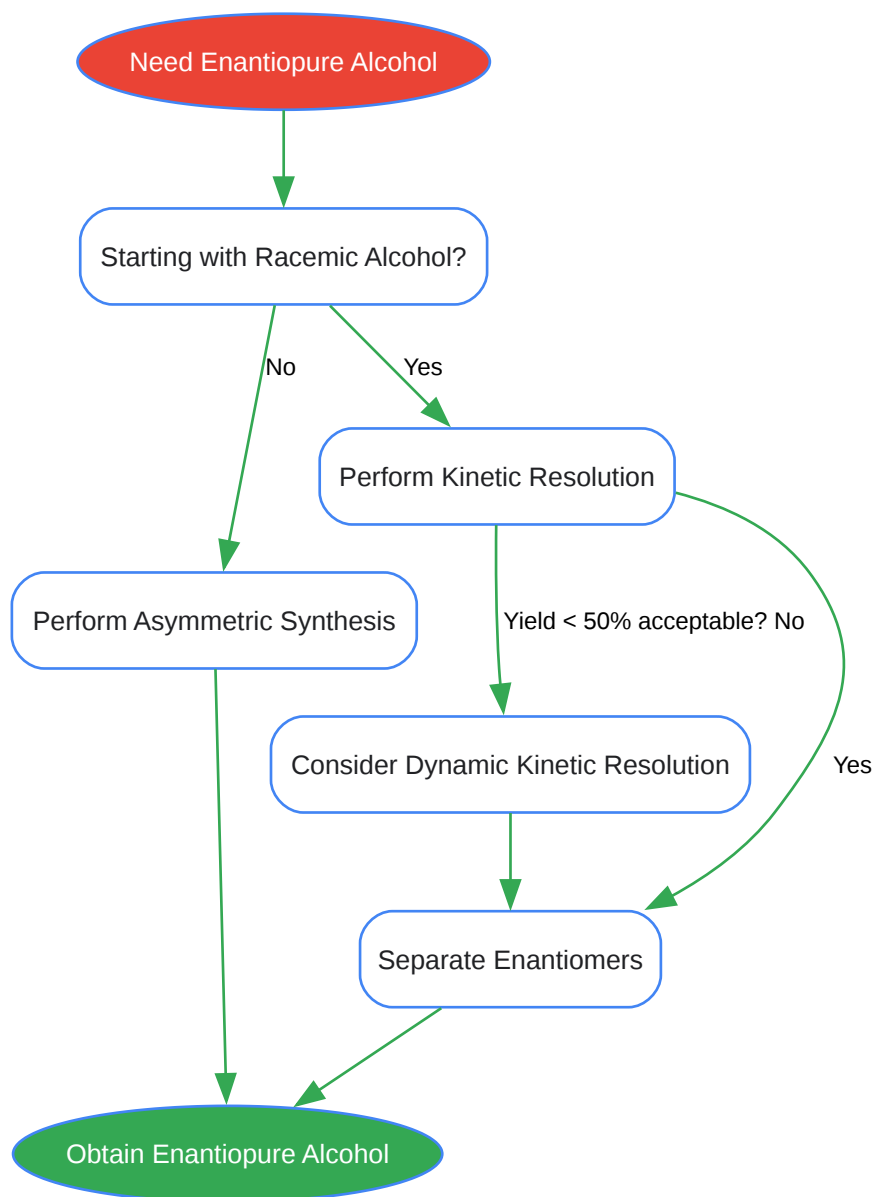 Need Enantiopure Alcohol
Starting with Racemic Alcohol?
No
Yes
Perform Kinetic Resolution
Perform Asymmetric Synthesis
Yield < 50% acceptable? No
Consider Dynamic Kinetic Resolution
Yes
Separate Enantiomers
Obtain Enantiopure Alcohol